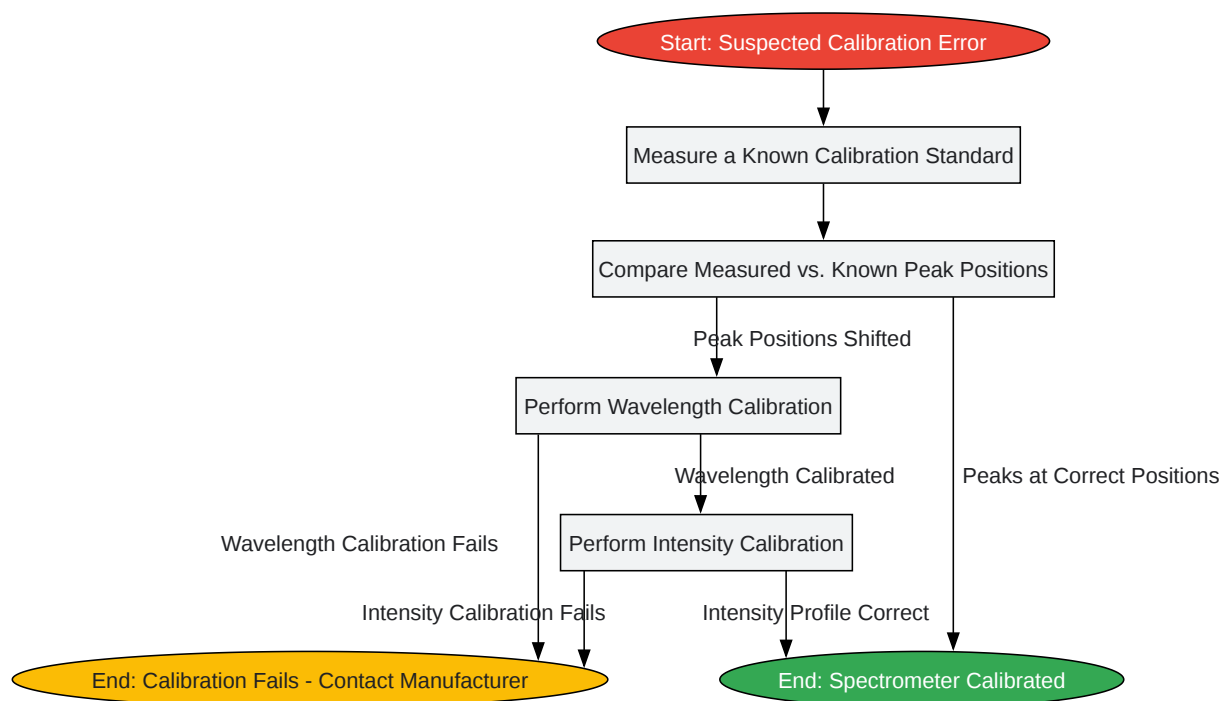 Start: Suspected Calibration Error
Measure a Known Calibration Standard
Compare Measured vs. Known Peak Positions
Peak Positions Shifted
Perform Wavelength Calibration
Wavelength Calibrated
Peaks at Correct Positions
Wavelength Calibration Fails
Perform Intensity Calibration
Intensity Calibration Fails
Intensity Profile Correct
End: Calibration Fails - Contact Manufacturer
End: Spectrometer Calibrated